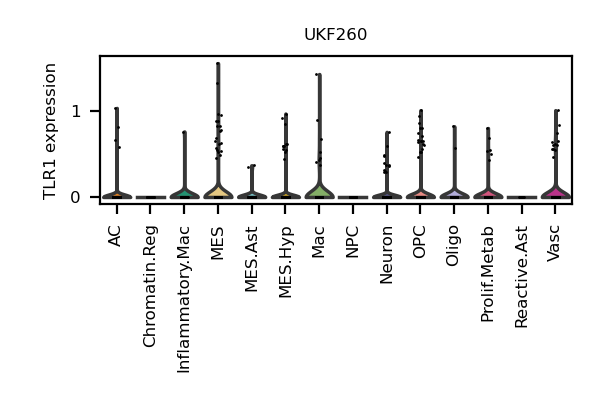 UKF260
TLR1 expression
1
0
AC
Chromatin.Reg
Inflammatory.Mac
MES
MES.Ast
MES.Hyp
Mac
NPC
Neuron
OPC
Oligo
Prolif.Metab
Reactive.Ast
Vasc